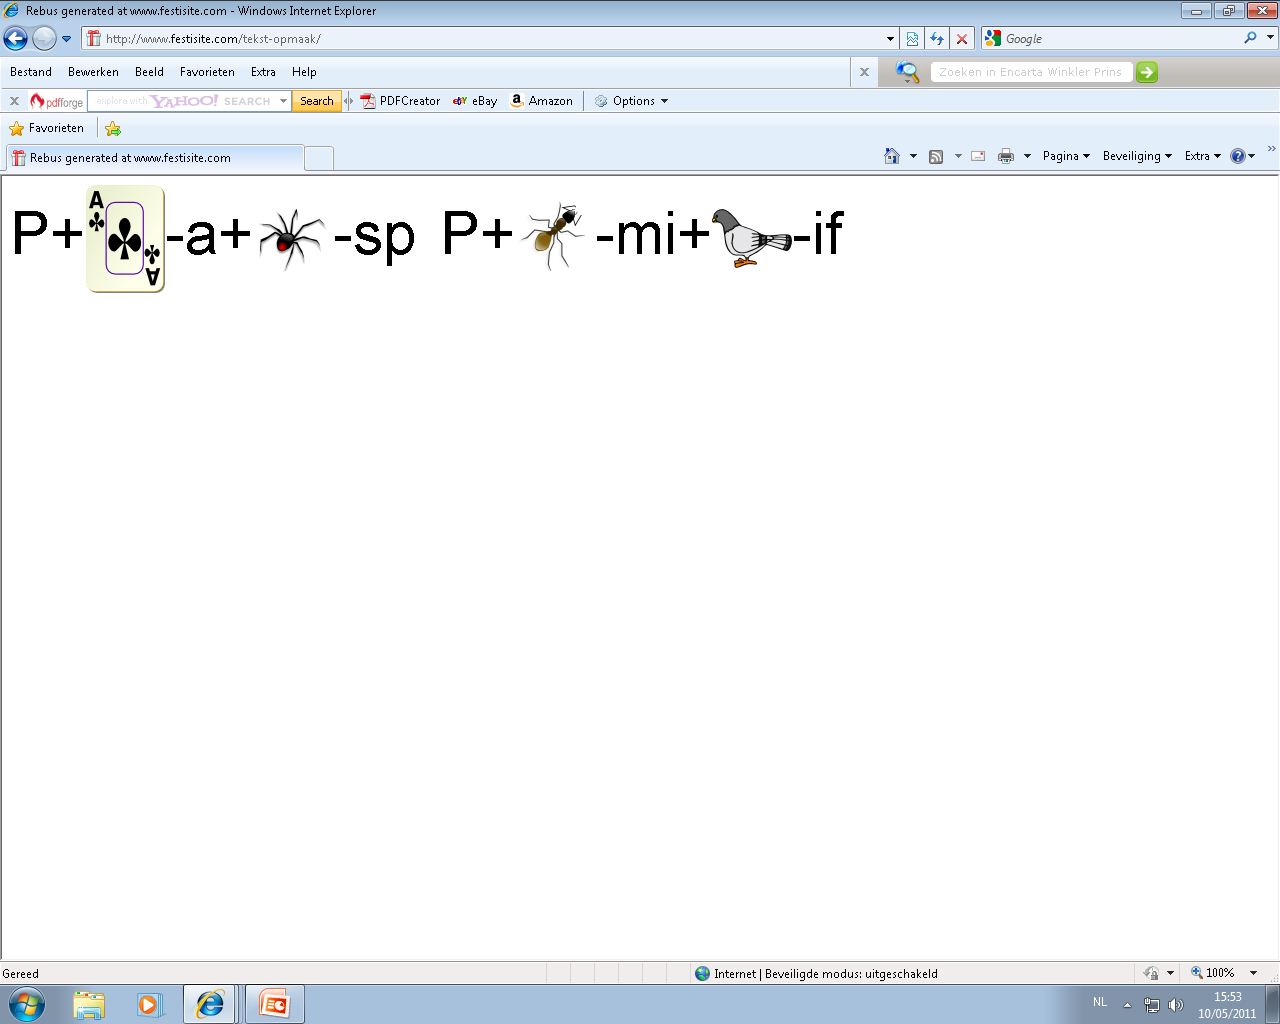 Rebus generated at www.festisite.com - Windows Internet Explorer
http://www.festisite.com/tekst-opmaak/
Google
Bestand Bewerken Beeld Favorieten Extra Help
x
Zoeken in Encarta Winkler Prins
x pdfforge explore with YAHOO! SEARCH Search PDFCreator eBay Amazon Options
Favorieten
Rebus generated at www.festisite.com
Pagina Beveiliging Extra
P+ A A -a+ -sp P+ -mi+ -if
Gereed
Internet | Beveiligde modus: uitgeschakeld
100%
NL
15:53
10/05/2011